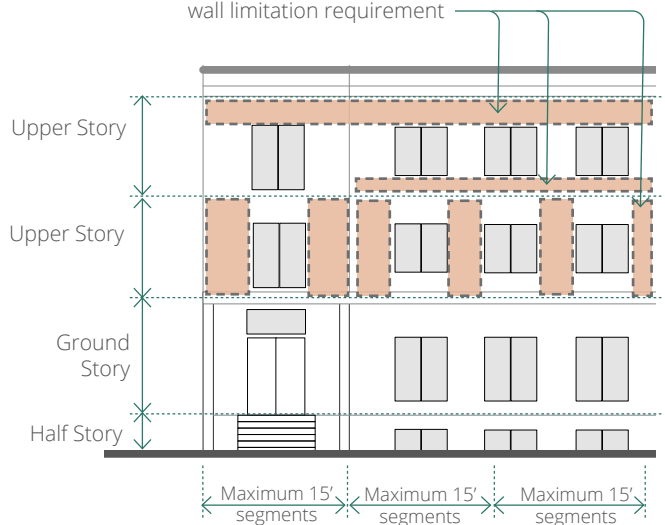 wall limitation requirement
Upper Story
Upper Story
Ground
Story
Half Story
Maximum 15’
segments
Maximum 15’
segments
Maximum 15’
segments